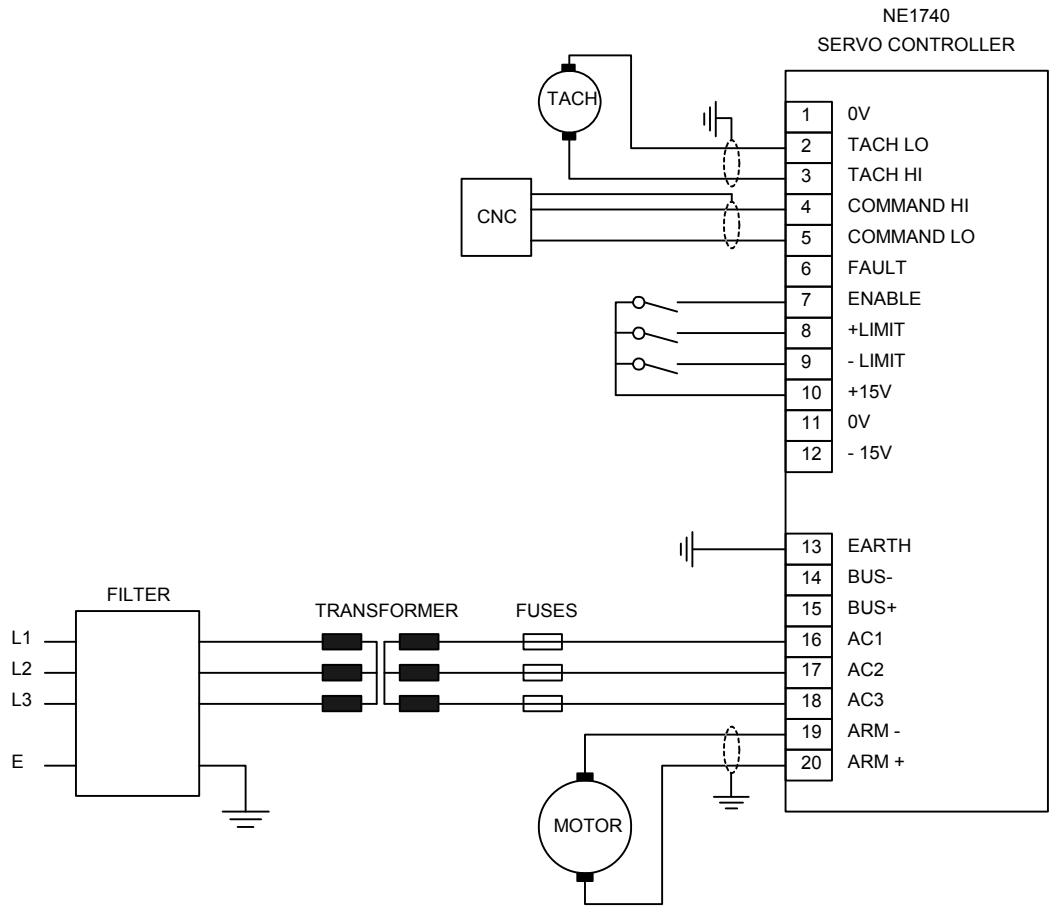 NE1740
SERVO CONTROLLER
TACH
1 0V
2 TACH LO
3 TACH HI
CNC
4 COMMAND HI
5 COMMAND LO
6 FAULT
7 ENABLE
8 +LIMIT
9 - LIMIT
10 +15V
11 0V
12 - 15V
13 EARTH
14 BUS-
15 BUS+
FILTER
TRANSFORMER
FUSES
L1
16 AC1
L2
17 AC2
L3
18 AC3
19 ARM -
E
20 ARM +
MOTOR